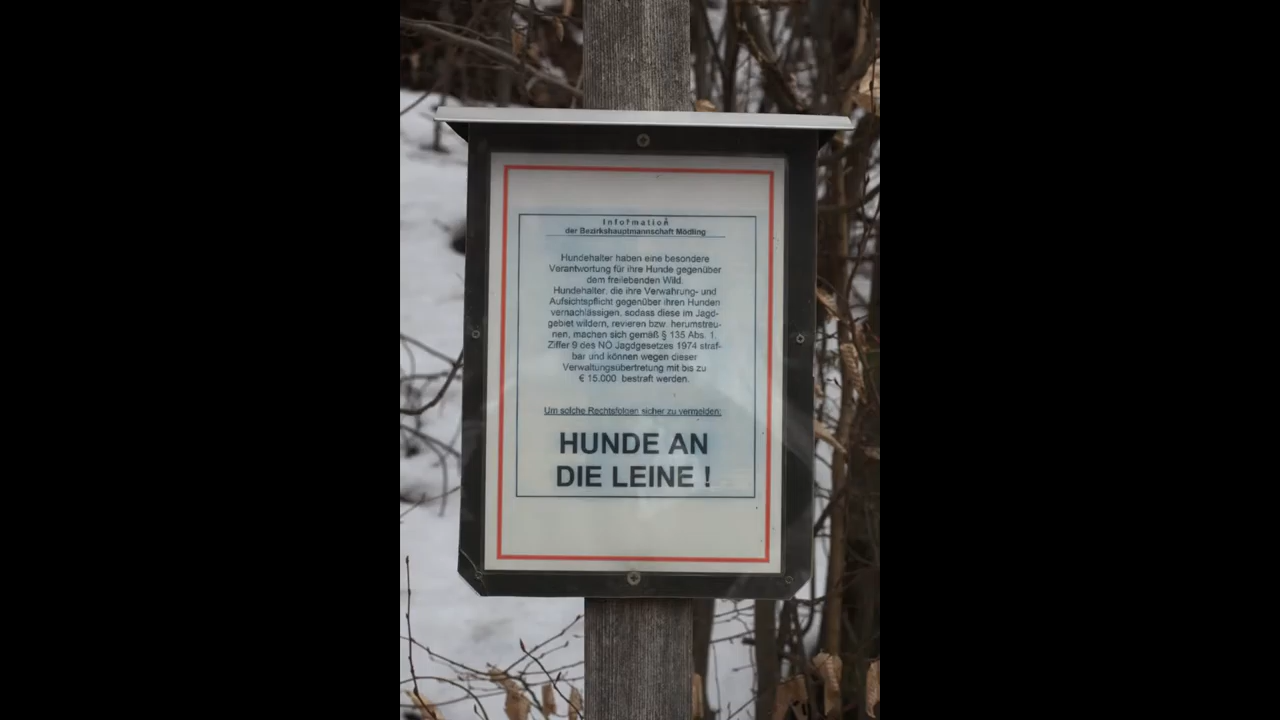 Information
der Bezirkshauptmannschaft Mödling
Hundehalter haben eine besondere
Verantwortung für ihre Hunde gegenüber
dem freilebenden Wild.
Hundehalter, die ihre Verwahrung- und
Aufsichtspflicht gegenüber ihren Hunden
vernachlässigen, sodass diese im Jagd-
gebiet wildern, revieren bzw. herumstreu-
nen, machen sich gemäß § 135 Abs. 1,
Ziffer 9 des NÖ Jagdgesetzes 1974 straf-
bar und können wegen dieser
Verwaltungsübertretung mit bis zu
€ 15.000 bestraft werden.
Um solche Rechtsfolgen sicher zu vermeiden:
HUNDE AN
DIE LEINE !